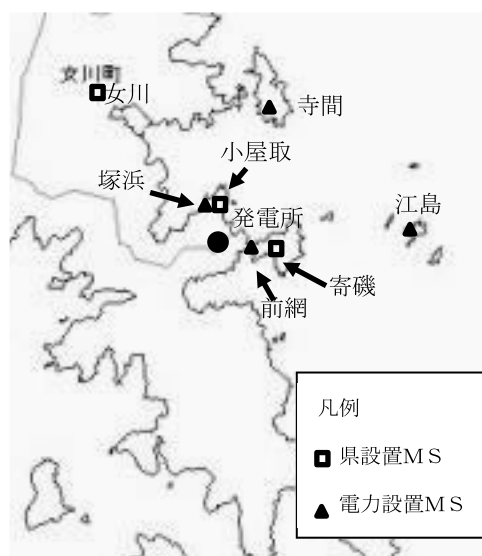 女川町
女川
寺間
小屋取
塚浜
発電所
江島
寄磯
前網
凡例
県設置ＭＳ
電力設置ＭＳ